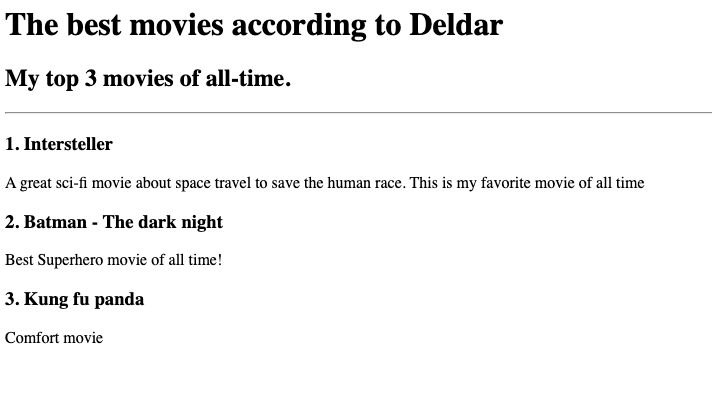 The best movies according to Deldar
My top 3 movies of all-time.
1. Intersteller
A great sci-fi movie about space travel to save the human race. This is my favorite movie of all time
2. Batman - The dark night
Best Superhero movie of all time!
3. Kung fu panda
Comfort movie